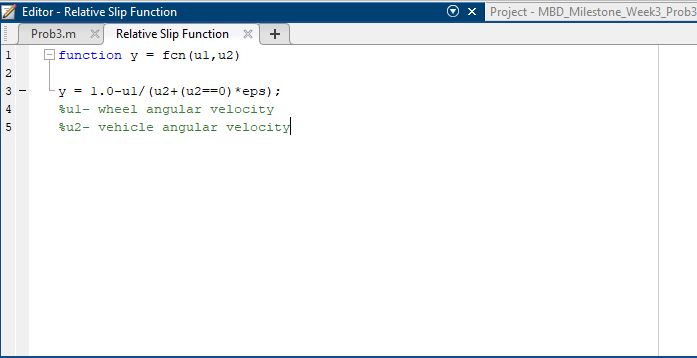 Editor - Relative Slip Function
Project - MBD_Milestone_Week3_Prob3
Prob3.m
Relative Slip Function
1 function y = fcn(u1,u2)
2
3 y = 1.0-u1/(u2+(u2==0)*eps);
4 %u1- wheel angular velocity
5 %u2- vehicle angular velocity